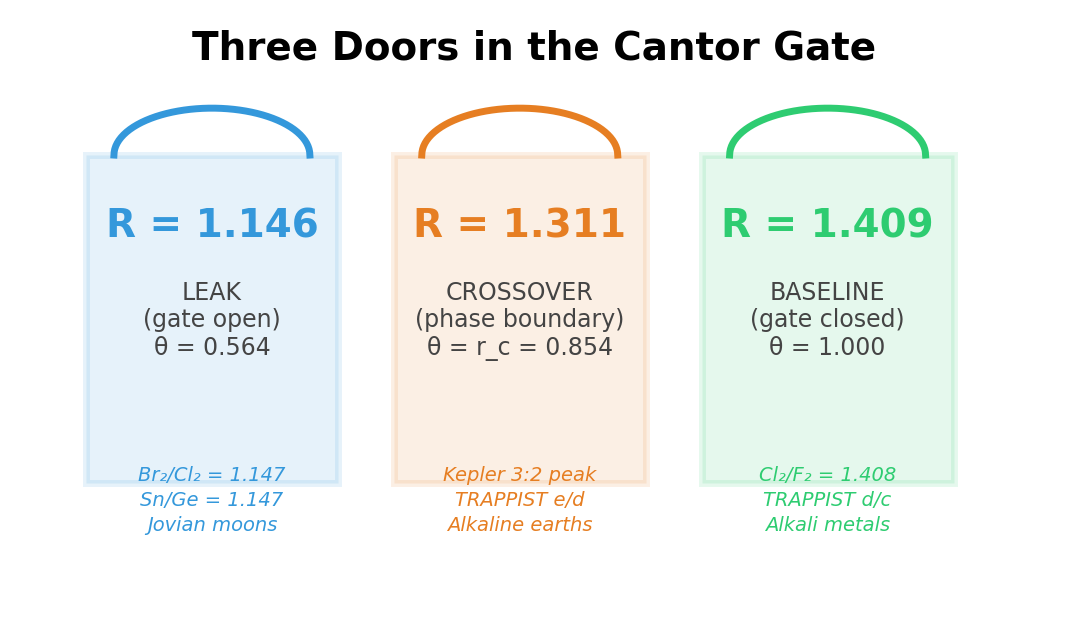 Three Doors in the Cantor Gate
R = 1.146
LEAK
(gate open)
θ = 0.564
Br₂/Cl₂ = 1.147
Sn/Ge = 1.147
Jovian moons
R = 1.311
CROSSOVER
(phase boundary)
θ = r_c = 0.854
Kepler 3:2 peak
TRAPPIST e/d
Alkaline earths
R = 1.409
BASELINE
(gate closed)
θ = 1.000
Cl₂/F₂ = 1.408
TRAPPIST d/c
Alkali metals